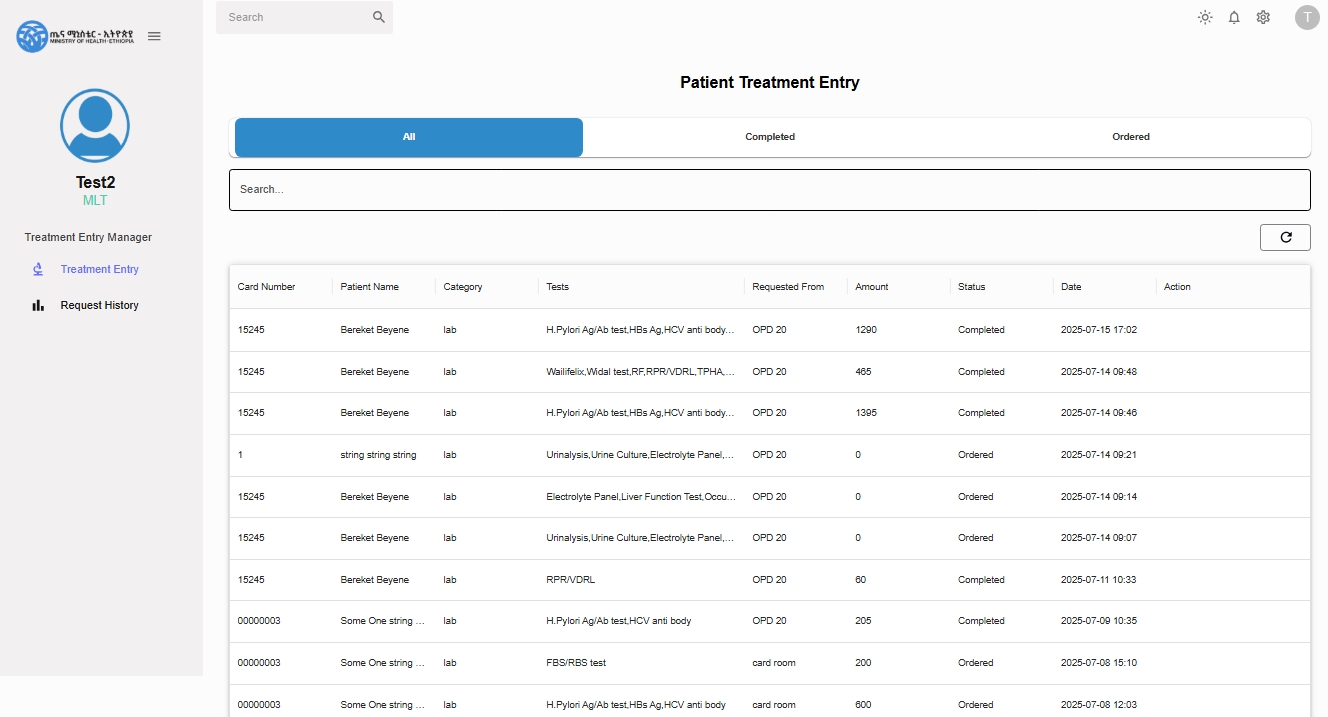 ጤና ሚኒስቴር - ኢትዮጵያ
MINISTRY OF HEALTH-ETHIOPIA
Search
T
Test2
MLT
Treatment Entry Manager
Treatment Entry
Request History
Patient Treatment Entry
All Completed Ordered
Search...
Card Number Patient Name Category Tests Requested From Amount Status Date Action
15245 Bereket Beyene lab H.Pylori Ag/Ab test,HBs Ag,HCV anti body... OPD 20 1290 Completed 2025-07-15 17:02
15245 Bereket Beyene lab Wailifelix,Widal test,RF,RPR/VDRL,TPHA,... OPD 20 465 Completed 2025-07-14 09:48
15245 Bereket Beyene lab H.Pylori Ag/Ab test,HBs Ag,HCV anti body... OPD 20 1395 Completed 2025-07-14 09:46
1 string string string lab Urinalysis,Urine Culture,Electrolyte Panel,... OPD 20 0 Ordered 2025-07-14 09:21
15245 Bereket Beyene lab Electrolyte Panel,Liver Function Test,Occu... OPD 20 0 Ordered 2025-07-14 09:14
15245 Bereket Beyene lab Urinalysis,Urine Culture,Electrolyte Panel,... OPD 20 0 Ordered 2025-07-14 09:07
15245 Bereket Beyene lab RPR/VDRL OPD 20 60 Completed 2025-07-11 10:33
00000003 Some One string ... lab H.Pylori Ag/Ab test,HCV anti body OPD 20 205 Completed 2025-07-09 10:35
00000003 Some One string ... lab FBS/RBS test card room 200 Ordered 2025-07-08 15:10
00000003 Some One string ... lab H.Pylori Ag/Ab test,HBs Ag,HCV anti body card room 600 Ordered 2025-07-08 12:03